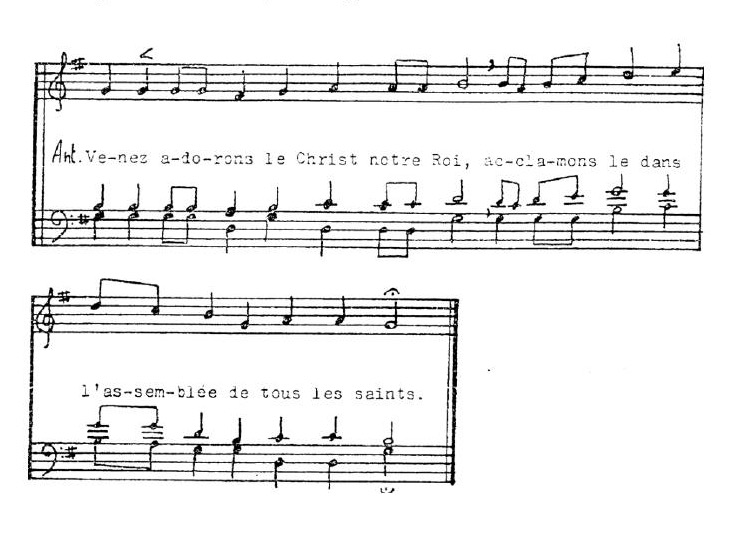 Ant. Ve-nez a-do-rons le Christ notre Roi, ac-cla-mons le dans
l'as-sem-blée de tous les saints.